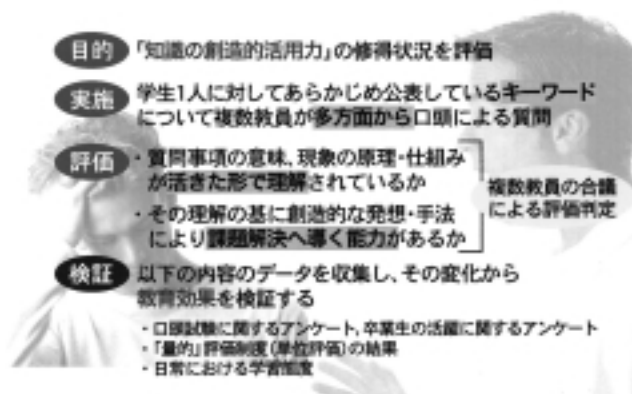 目的 「知識の創造的活用力」の修得状況を評価
実施 学生1人に対してあらかじめ公表しているキーワード
について複数教員が多方面から口頭による質問
評価 ・質問事項の意味、現象の原理・仕組み
が活きた形で理解されているか
・その理解の基に創造的な発想・手法
により課題解決へ導く能力があるか
複数教員の合議
による評価判定
検証 以下の内容のデータを収集し、その変化から
教育効果を検証する
・口頭試験に関するアンケート、卒業生の活躍に関するアンケート
・「量的」評価制度(単位評価)の結果
・日常における学習態度